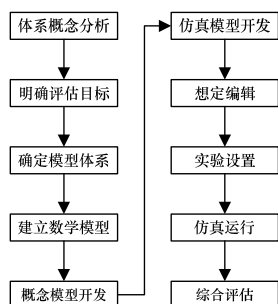 体系概念分析
明确评估目标
确定模型体系
建立数学模型
概念模型开发
仿真模型开发
想定编辑
实验设置
仿真运行
综合评估